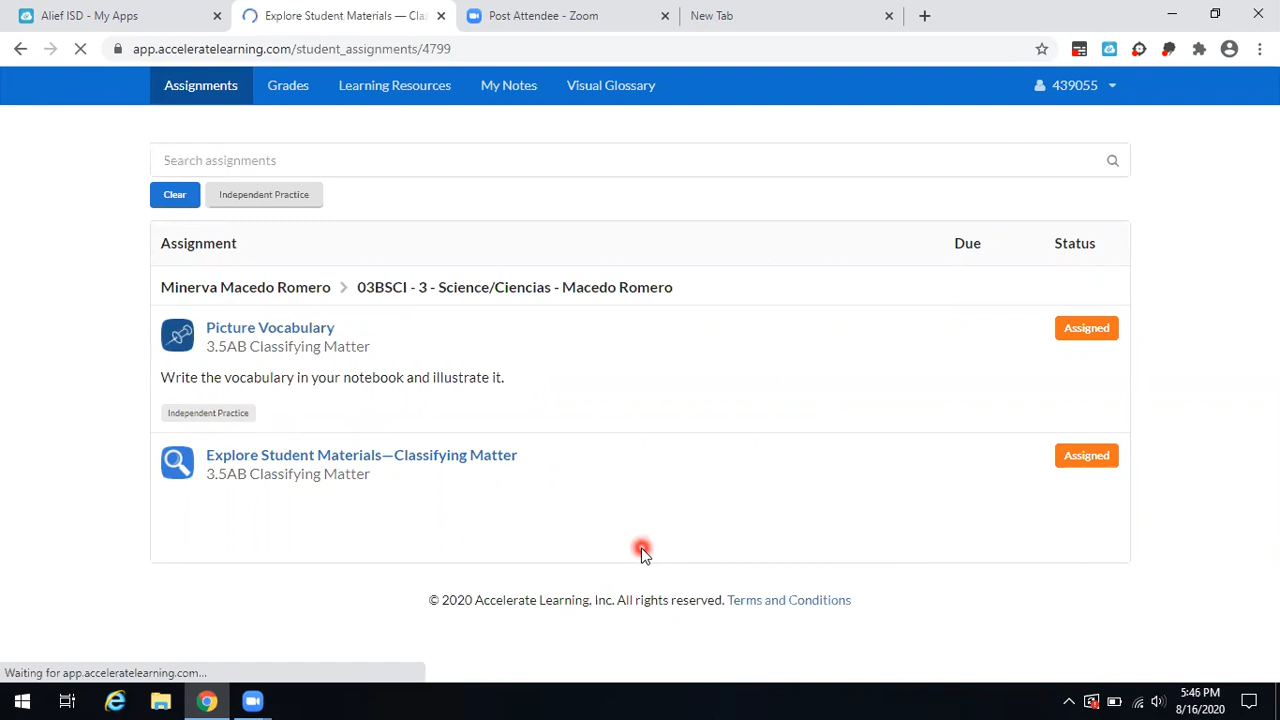 Alief ISD - My Apps
Explore Student Materials — Cla
Post Attendee - Zoom
New Tab
app.acceleratelearning.com/student_assignments/4799
Assignments
Grades
Learning Resources
My Notes
Visual Glossary
439055
Search assignments
Clear
Independent Practice
Assignment
Due
Status
Minerva Macedo Romero
03BSCI - 3 - Science/Ciencias - Macedo Romero
Picture Vocabulary
Assigned
3.5AB Classifying Matter
Write the vocabulary in your notebook and illustrate it.
Independent Practice
Explore Student Materials—Classifying Matter
Assigned
3.5AB Classifying Matter
© 2020 Accelerate Learning, Inc. All rights reserved. Terms and Conditions
Waiting for app.acceleratelearning.com...
5:46 PM
8/16/2020